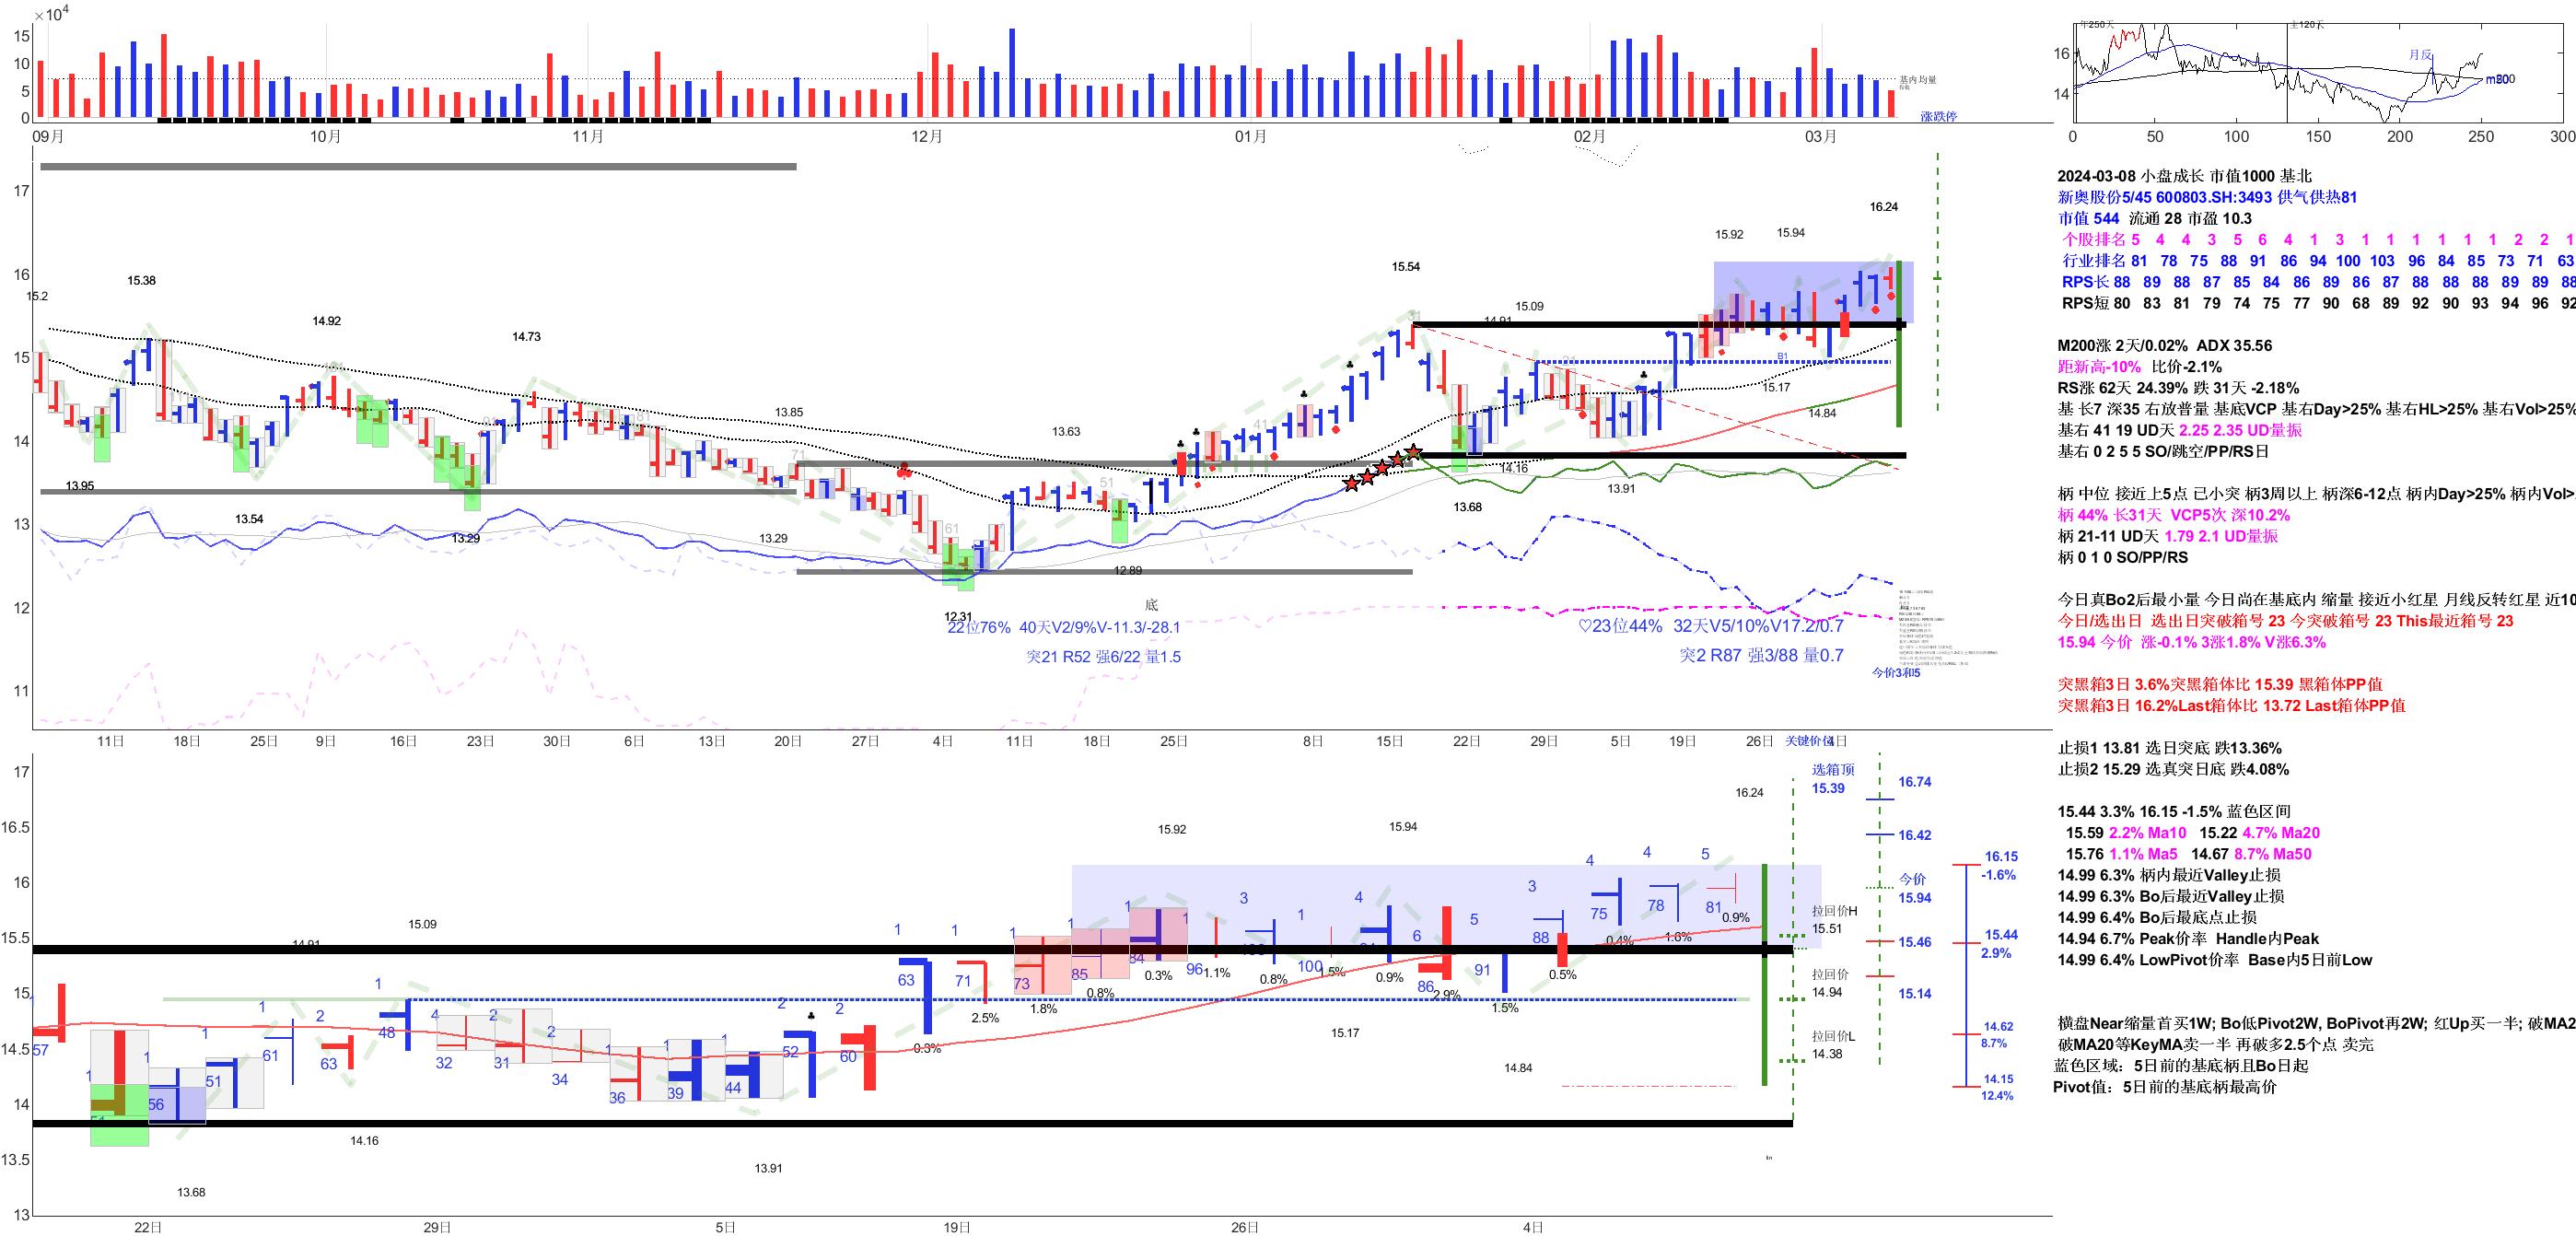 ×10⁴
15
10
5
0
基内 均量
涨跌停
09月 10月 11月 12月 01月 02月 03月
年250天 主120天
16
14
月反
0 50 100 150 200 250 300
17
16
15
14
13
12
11
15.2
15.38
14.92
14.73
13.95
13.54
13.29
13.29
13.85
13.63
12.89
12.31
15.54
14.91
15.09
14.16
13.68
13.91
15.92
15.94
16.24
15.17
14.84
B1
71
61
51
41
底
22位76% 40天V2/9%V-11.3/-28.1
突21 R52 强6/22 量1.5
♡23位44% 32天V5/10%V17.2/0.7
突2 R87 强3/88 量0.7
今价3和5
11日 18日 25日 9日 16日 23日 30日 6日 13日 20日 27日 4日 11日 18日 25日 8日 15日 22日 29日 5日 19日 26日 关键价位 4日
17
16.5
16
15.5
15
14.5
14
13.5
13
15.09
14.91
14.16
13.68
13.91
15.92
15.94
16.24
15.17
14.84
57
1
1
56
1
51
1
61
2
63
1
48
4
32
2
31
2
34
1
36
1
39
1
44
2
52
2
60
1
63
0.3%
1
71
2.5%
1
73
1.8%
1
85
0.8%
1
84
0.3%
1
96
1.1%
3
0.8%
1
100
1.5%
4
0.9%
6
86
2.9%
5
91
1.5%
3
88
0.5%
4
75
0.4%
4
78
1.6%
5
81
0.9%
选箱顶
15.39
拉回价H
15.51
拉回价
14.94
拉回价L
14.38
16.74
16.42
今价
15.94
15.46
15.14
16.15
-1.6%
15.44
2.9%
14.62
8.7%
14.15
12.4%
22日 29日 5日 19日 26日 4日
2024-03-08 小盘成长 市值1000 基北
新奥股份5/45 600803.SH:3493 供气供热81
市值 544 流通 28 市盈 10.3
个股排名 5 4 4 3 5 6 4 1 3 1 1 1 1 1 1 2 2 1
行业排名 81 78 75 88 91 86 94 100 103 96 84 85 73 71 63
RPS长 88 89 88 87 85 84 86 89 86 87 88 88 88 89 89 88
RPS短 80 83 81 79 74 75 77 90 68 89 92 90 93 94 96 92
M200涨 2天/0.02% ADX 35.56
距新高-10% 比价-2.1%
RS涨 62天 24.39% 跌 31天 -2.18%
基 长7 深35 右放普量 基底VCP 基右Day>25% 基右HL>25% 基右Vol>25%
基右 41 19 UD天 2.25 2.35 UD量振
基右 0 2 5 5 SO/跳空/PP/RS日
柄 中位 接近上5点 己小突 柄3周以上 柄深6-12点 柄内Day>25% 柄内Vol>
柄 44% 长31天 VCP5次 深10.2%
柄 21-11 UD天 1.79 2.1 UD量振
柄 0 1 0 SO/PP/RS
今日真Bo2后最小量 今日尚在基底内 缩量 接近小红星 月线反转红星 近10
今日/选出日 选出日突破箱号 23 今突破箱号 23 This最近箱号 23
15.94 今价 涨-0.1% 3涨1.8% V涨6.3%
突黑箱3日 3.6%突黑箱体比 15.39 黑箱体PP值
突黑箱3日 16.2%Last箱体比 13.72 Last箱体PP值
止损1 13.81 选日突底 跌13.36%
止损2 15.29 选真突日底 跌4.08%
15.44 3.3% 16.15 -1.5% 蓝色区间
15.59 2.2% Ma10 15.22 4.7% Ma20
15.76 1.1% Ma5 14.67 8.7% Ma50
14.99 6.3% 柄内最近Valley止损
14.99 6.3% Bo后最近Valley止损
14.99 6.4% Bo后最底点止损
14.94 6.7% Peak价率 Handle内Peak
14.99 6.4% LowPivot价率 Base内5日前Low
横盘Near缩量首买1W; Bo低Pivot2W, BoPivot再2W; 红Up买一半; 破MA2
破MA20等KeyMA卖一半 再破多2.5个点 卖完
蓝色区域：5日前的基底柄且Bo日起
Pivot值：5日前的基底柄最高价